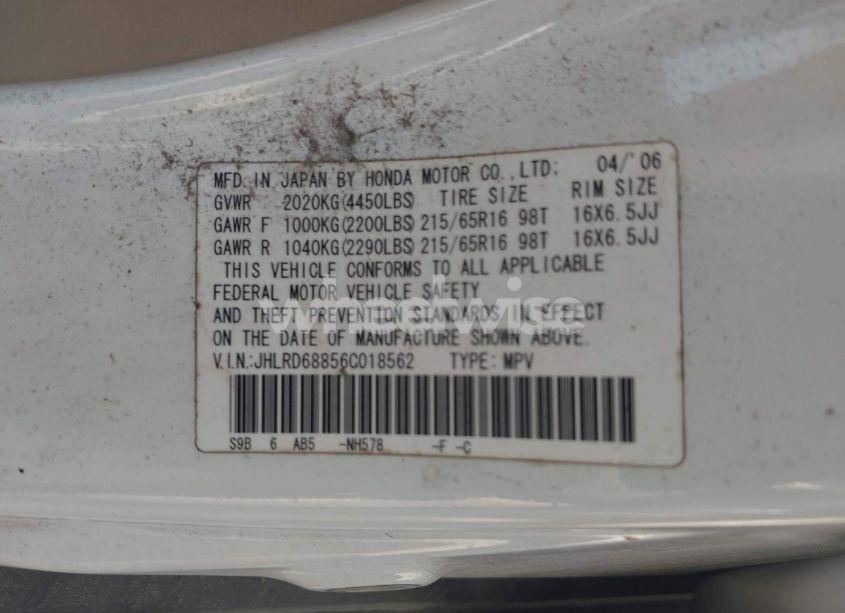 MFD. IN JAPAN BY HONDA MOTOR CO.,LTD: 04/'06
GVWR 2020KG(4450LBS) TIRE SIZE RIM SIZE
GAWR F 1000KG(2200LBS) 215/65R16 98T 16X6.5JJ
GAWR R 1040KG(2290LBS) 215/65R16 98T 16X6.5JJ
THIS VEHICLE CONFORMS TO ALL APPLICABLE
FEDERAL MOTOR VEHICLE SAFETY
AND THEFT PREVENTION STANDARDS IN EFFECT
ON THE DATE OF MANUFACTURE SHOWN ABOVE.
V.I.N.:JHLRD68856C018562 TYPE: MPV
S9B 6 AB5 -NH578 -F -C
wheelwise